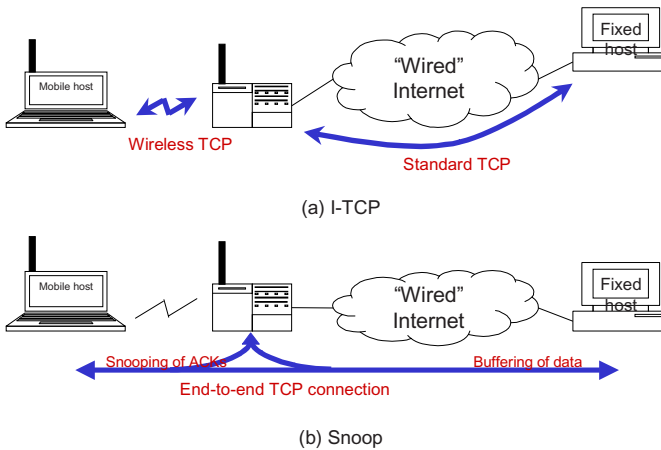 Mobile host
"Wired"
Internet
Fixed
host
Wireless TCP
Standard TCP
(a) I-TCP
Mobile host
"Wired"
Internet
Fixed
host
Snooping of ACKs
Buffering of data
End-to-end TCP connection
(b) Snoop